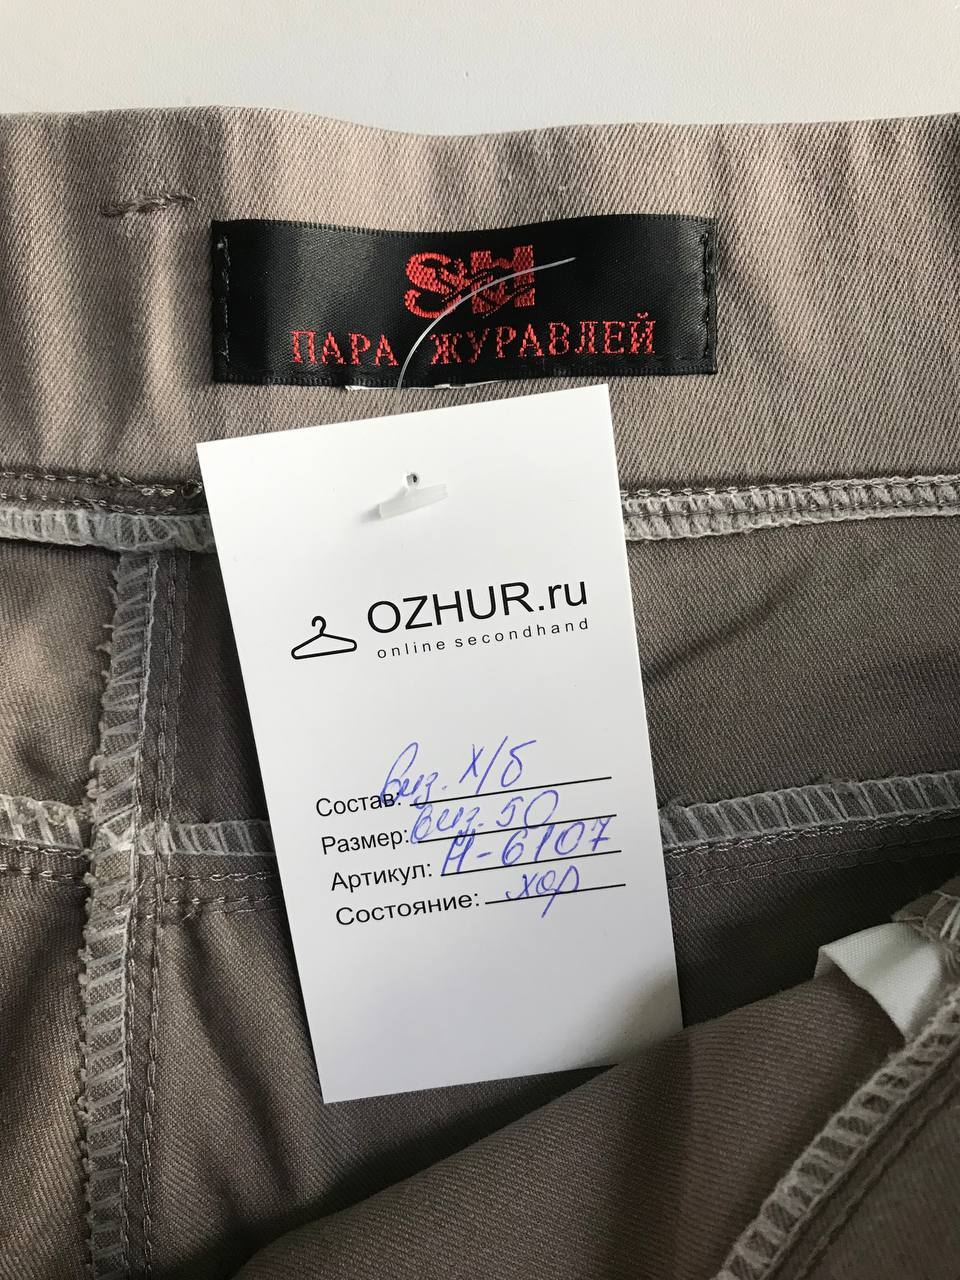 SH
ПАРА ЖУРАВЛЕЙ
OZHUR.ru
online secondhand
Состав: виз. х/б
Размер: виз. 50
Артикул: Н-6107
Состояние: хор